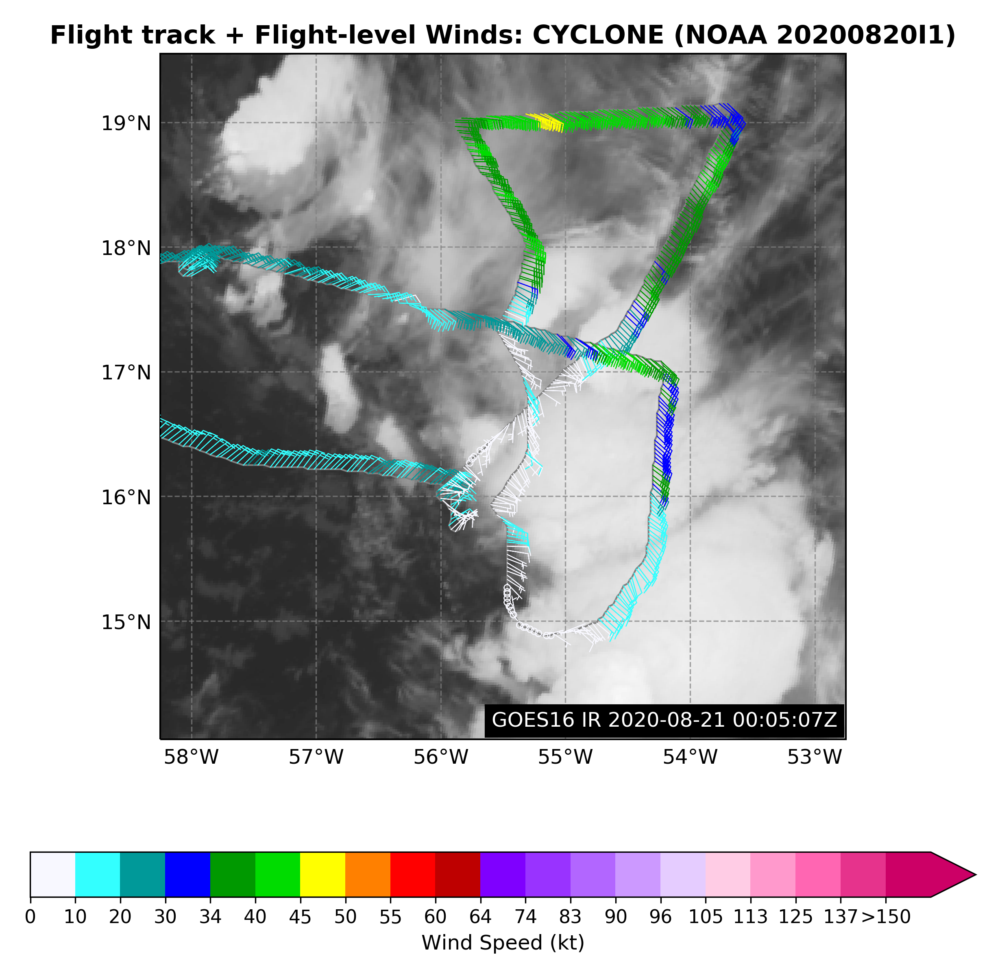 Flight track + Flight-level Winds: CYCLONE (NOAA 20200820I1)
19°N
18°N
17°N
16°N
15°N
GOES16 IR 2020-08-21 00:05:07Z
58°W 57°W 56°W 55°W 54°W 53°W
0 10 20 30 34 40 45 50 55 60 64 74 83 90 96 105 113 125 137 >150
Wind Speed (kt)